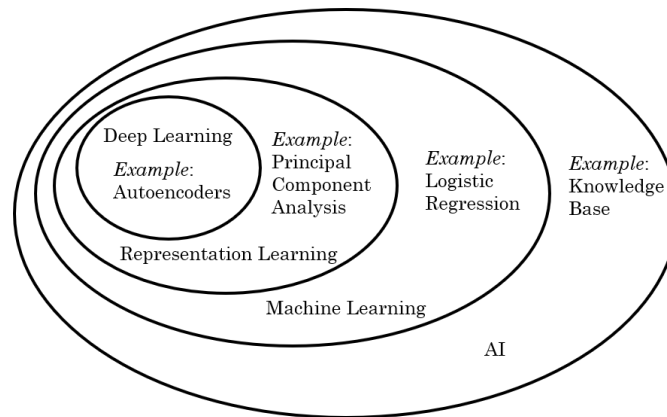 Deep Learning
Example:
Autoencoders
Example:
Principal
Component
Analysis
Representation Learning
Example:
Logistic
Regression
Machine Learning
Example:
Knowledge
Base
AI